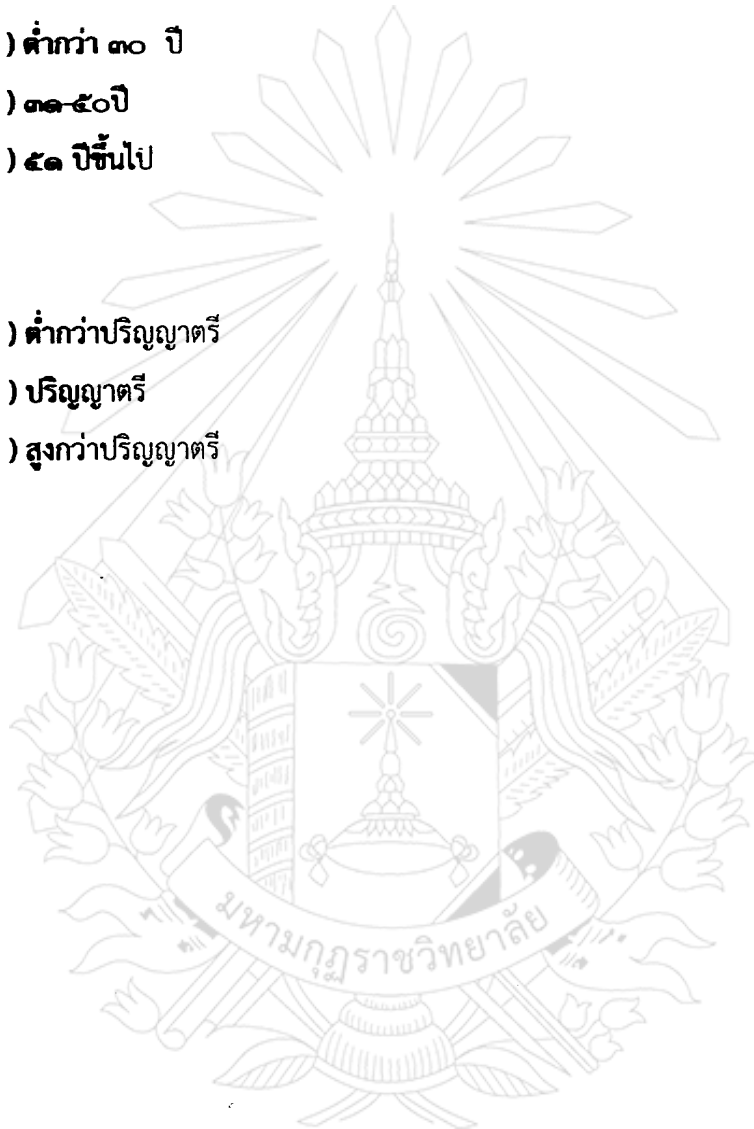 ) ต่ำกว่า ๓๐ ปี
) ๓๑-๕๐ปี
) ๕๑ ปีขึ้นไป
) ต่ำกว่าปริญญาตรี
) ปริญญาตรี
) สูงกว่าปริญญาตรี
มหามกุฏราชวิทยาลัย